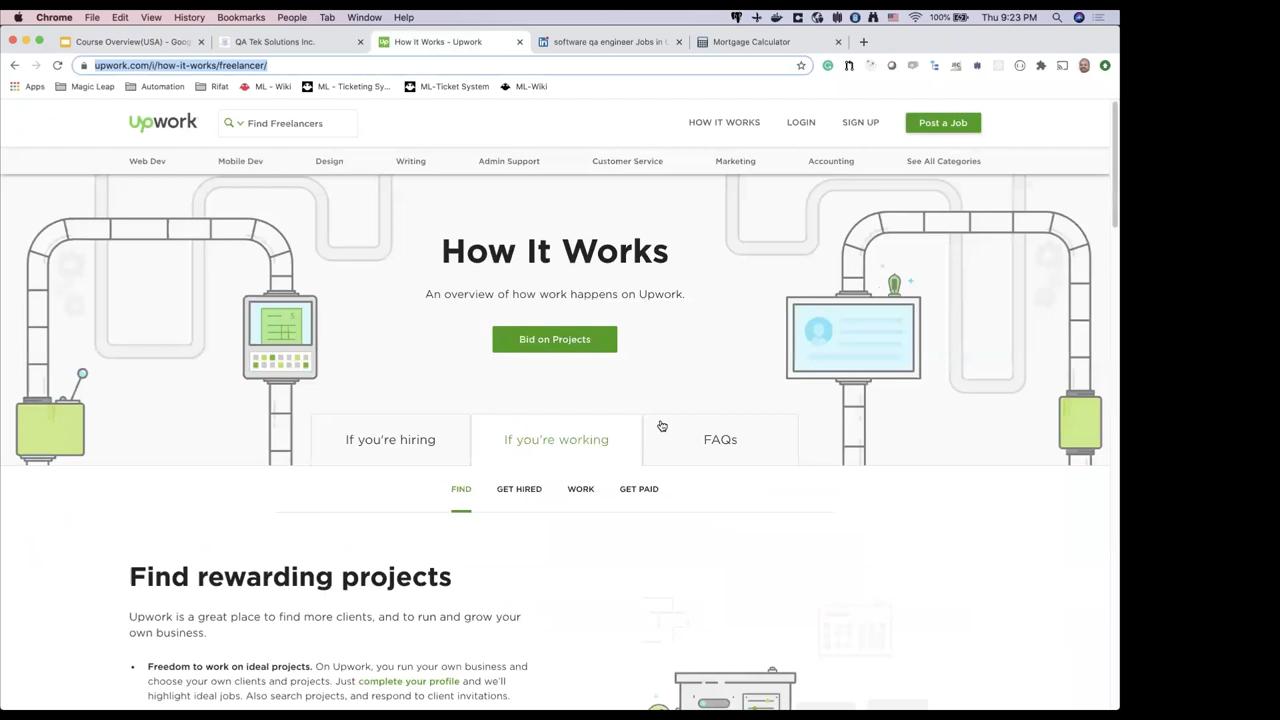 Chrome File Edit View History Bookmarks People Tab Window Help 100% Thu 9:23 PM
Course Overview(USA) - Goog QA Tek Solutions Inc. How It Works - Upwork software qa engineer Jobs in Mortgage Calculator
upwork.com/i/how-it-works/freelancer/
Apps Magic Leap Automation Rifat ML - Wiki ML - Ticketing Sy... ML-Ticket System ML-Wiki
upwork Find Freelancers HOW IT WORKS LOGIN SIGN UP Post a Job
Web Dev Mobile Dev Design Writing Admin Support Customer Service Marketing Accounting See All Categories
How It Works
An overview of how work happens on Upwork.
Bid on Projects
If you're hiring If you're working FAQs
FIND GET HIRED WORK GET PAID
Find rewarding projects
Upwork is a great place to find more clients, and to run and grow your
own business.
• Freedom to work on ideal projects. On Upwork, you run your own business and
choose your own clients and projects. Just complete your profile and we'll
highlight ideal jobs. Also search projects, and respond to client invitations.